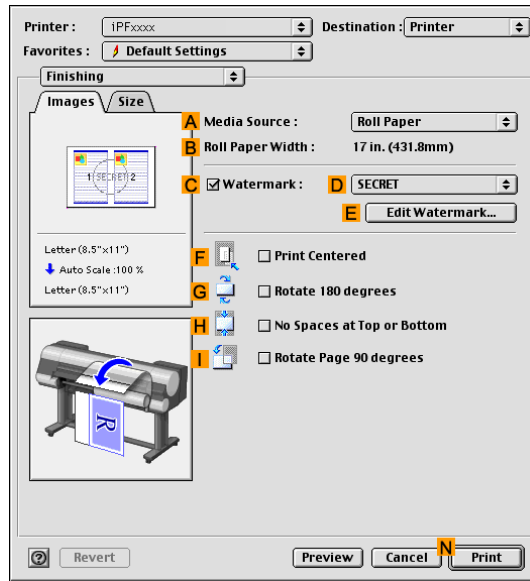 Printer : iPFxxxx Destination : Printer
Favorites : Default Settings
Finishing
Images Size
A Media Source : Roll Paper
B Roll Paper Width : 17 in. (431.8mm)
C Watermark : D SECRET
E Edit Watermark...
1 SECRET 2
Letter (8.5"x11")
Auto Scale :100 %
Letter (8.5"x11")
F Print Centered
G Rotate 180 degrees
H No Spaces at Top or Bottom
I Rotate Page 90 degrees
R
? Revert Preview Cancel N Print